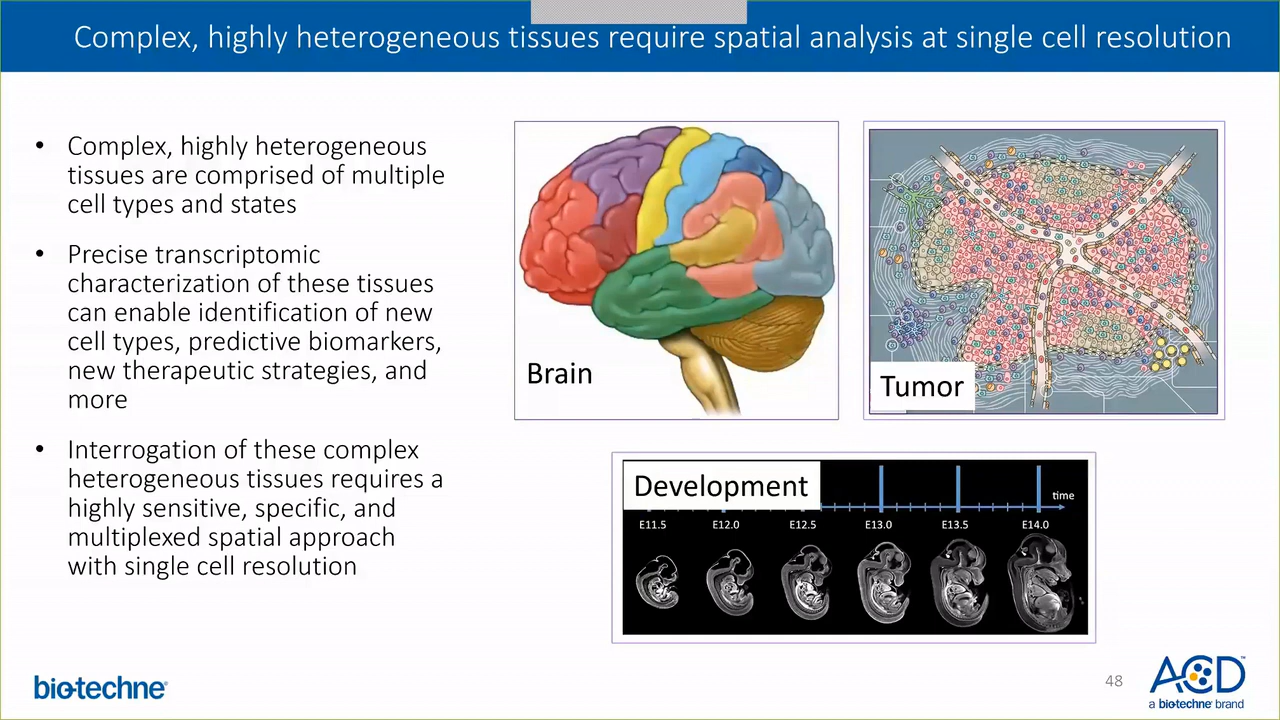 Complex, highly heterogeneous tissues require spatial analysis at single cell resolution
• Complex, highly heterogeneous
tissues are comprised of multiple
cell types and states
• Precise transcriptomic
characterization of these tissues
can enable identification of new
cell types, predictive biomarkers,
new therapeutic strategies, and
more
• Interrogation of these complex
heterogeneous tissues requires a
highly sensitive, specific, and
multiplexed spatial approach
with single cell resolution
Brain
Tumor
Development
time
E11.5 E12.0 E12.5 E13.0 E13.5 E14.0
bio-techne®
48
ACD™
a biotechne® brand